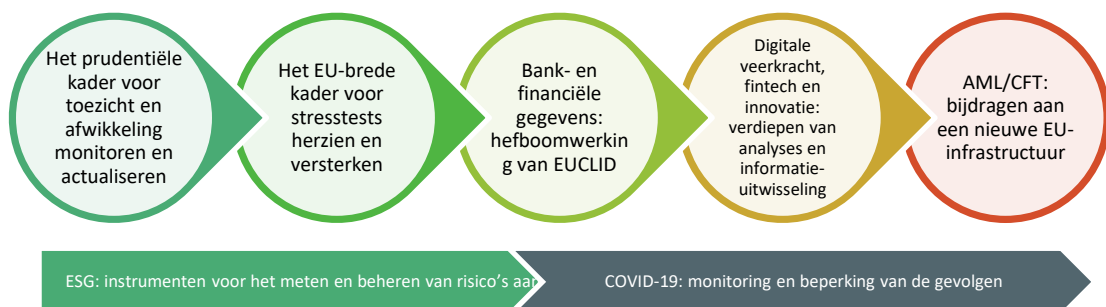 Het prudentiële
kader voor
toezicht en
afwikkeling
monitoren en
actualiseren
Het EU-brede
kader voor
stresstests
herzien en
versterken
Bank- en
financiële
gegevens:
hefboomwerkin
g van EUCLID
Digitale
veerkracht,
fintech en
innovatie:
verdiepen van
analyses en
informatie-
uitwisseling
AML/CFT:
bijdragen aan
een nieuwe EU-
infrastructuur
ESG: instrumenten voor het meten en beheren van risico's aan
COVID-19: monitoring en beperking van de gevolgen